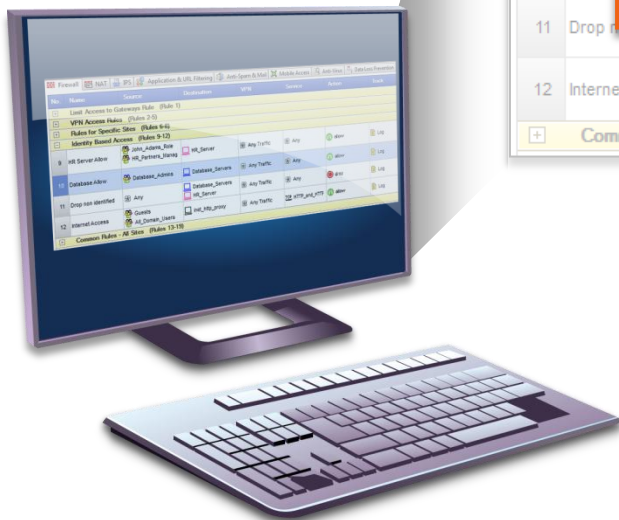 Firewall NAT IPS Application & URL Filtering Anti-Spam & Mail Mobile Access Anti-Virus Data Loss Prevention
No. Name Source Destination VPN Service Action Track
Limit Access to Gateways Rule (Rule 1)
VPN Access Rules (Rules 2-5)
Rules for Specific Sites (Rules 6-8)
Identity Based Access (Rules 9-12)
9 HR Server Allow John_Adams_Role HR_Server Any Traffic Any allow Log
HR_Partners_Manag
10 Database Allow Database_Admins Database_Servers Any Traffic Any allow Log
11 Drop non identified Any Database_Servers Any Traffic Any drop Log
HR_Server
12 Internet Access Guests Intl_http_proxy Any Traffic HTTP_and_HTTP allow Log
All_Domain_Users
Common Rules - All Sites (Rules 13-19)
11 Drop
12 Interne
Com